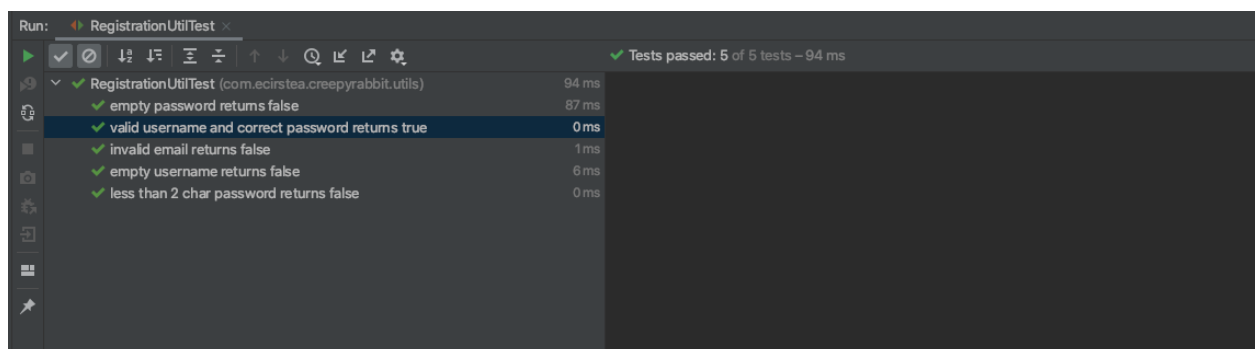 Run: RegistrationUtilTest ×
Tests passed: 5 of 5 tests – 94 ms
RegistrationUtilTest (com.ecirstea.creepyrabbit.utils) 94 ms
empty password returns false 87 ms
valid username and correct password returns true 0 ms
invalid email returns false 1 ms
empty username returns false 6 ms
less than 2 char password returns false 0 ms